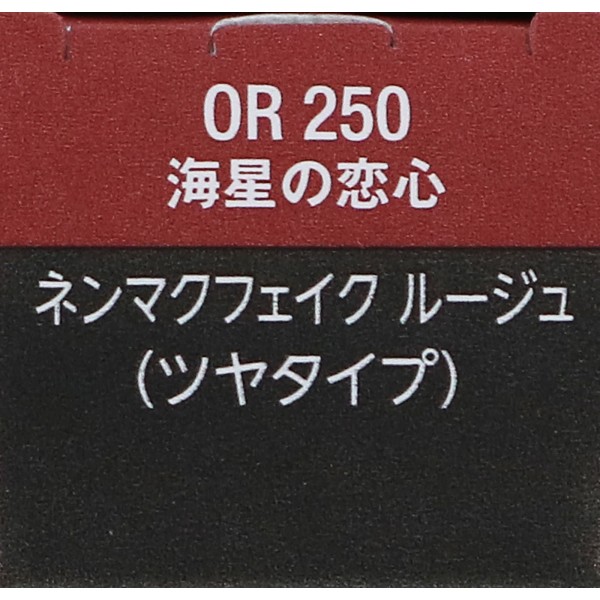 OR 250
海星の恋心
ネンマクフェイク ルージュ
(ツヤタイプ)